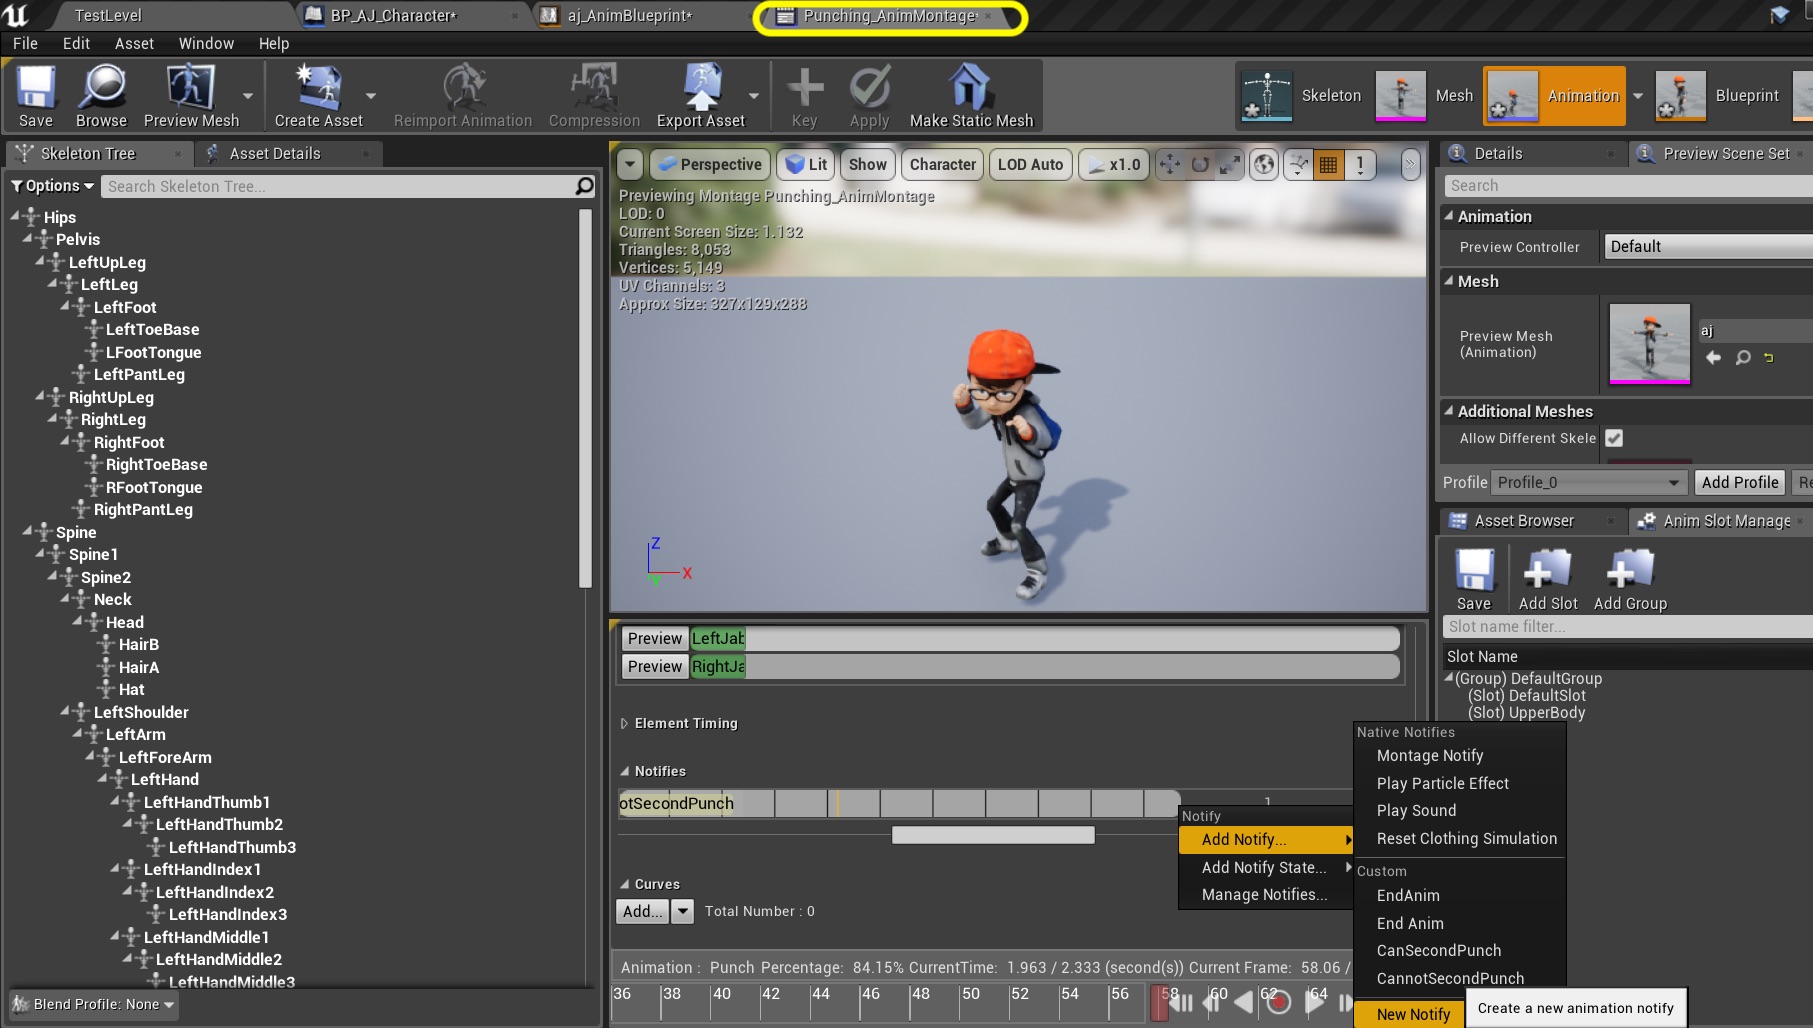 TestLevel
BP_AJ_Character*
aj_AnimBlueprint*
Punching_AnimMontage*
File Edit Asset Window Help
Save
Browse
Preview Mesh
Create Asset
Reimport Animation
Compression
Export Asset
Key
Apply
Make Static Mesh
Skeleton
Mesh
Animation
Blueprint
Skeleton Tree
Asset Details
Options
Search Skeleton Tree...
Hips
Pelvis
LeftUpLeg
LeftLeg
LeftFoot
LeftToeBase
LFootTongue
LeftPantLeg
RightUpLeg
RightLeg
RightFoot
RightToeBase
RFootTongue
RightPantLeg
Spine
Spine1
Spine2
Neck
Head
HairB
HairA
Hat
LeftShoulder
LeftArm
LeftForeArm
LeftHand
LeftHandThumb1
LeftHandThumb2
LeftHandThumb3
LeftHandIndex1
LeftHandIndex2
LeftHandIndex3
LeftHandMiddle1
LeftHandMiddle2
LeftHandMiddle3
Blend Profile: None
Perspective
Lit
Show
Character
LOD Auto
x1.0
1
Previewing Montage Punching_AnimMontage
LOD: 0
Current Screen Size: 1.132
Triangles: 8,053
Vertices: 5,149
UV Channels: 3
Approx Size: 327x129x288
Z
X
Y
Preview LeftJab
Preview RightJa
Element Timing
Notifies
otSecondPunch
1
Curves
Add...
Total Number : 0
Animation : Punch Percentage: 84.15% CurrentTime: 1.963 / 2.333 (second(s)) Current Frame: 58.06 /
36 38 40 42 44 46 48 50 52 54 56 58 60 62 64
Notify
Add Notify...
Add Notify State...
Manage Notifies...
Native Notifies
Montage Notify
Play Particle Effect
Play Sound
Reset Clothing Simulation
Custom
EndAnim
End Anim
CanSecondPunch
CannotSecondPunch
New Notify
Create a new animation notify
Details
Preview Scene Set
Search
Animation
Preview Controller
Default
Mesh
Preview Mesh
(Animation)
aj
Additional Meshes
Allow Different Skele
Profile
Profile_0
Add Profile
Re
Asset Browser
Anim Slot Manage
Save
Add Slot
Add Group
Slot name filter...
Slot Name
(Group) DefaultGroup
(Slot) DefaultSlot
(Slot) UpperBody